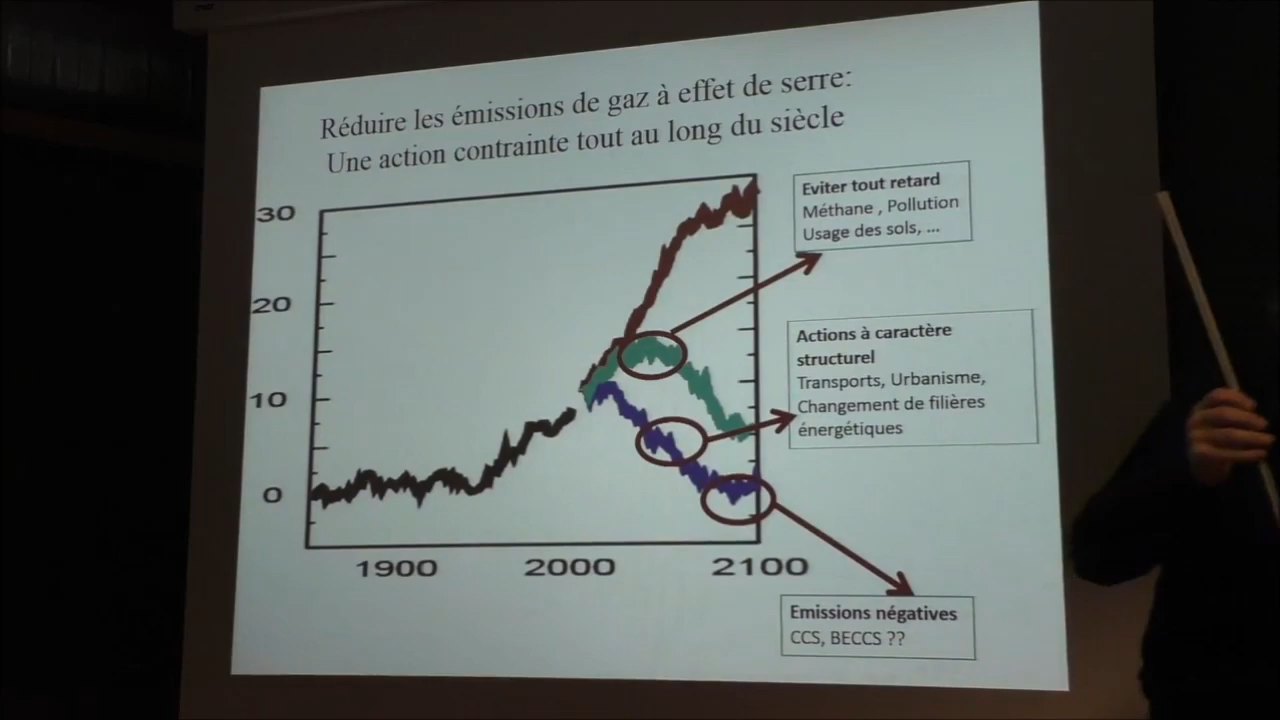 Réduire les émissions de gaz à effet de serre:
Une action contrainte tout au long du siècle
30
20
10
0
1900
2000
2100
Eviter tout retard
Méthane , Pollution
Usage des sols, ...
Actions à caractère
structurel
Transports, Urbanisme,
Changement de filières
énergétiques
Emissions négatives
CCS, BECCS ??